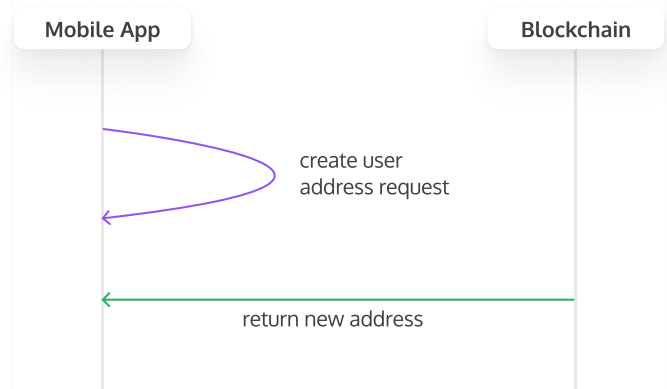 Mobile App
Blockchain
create user
address request
return new address